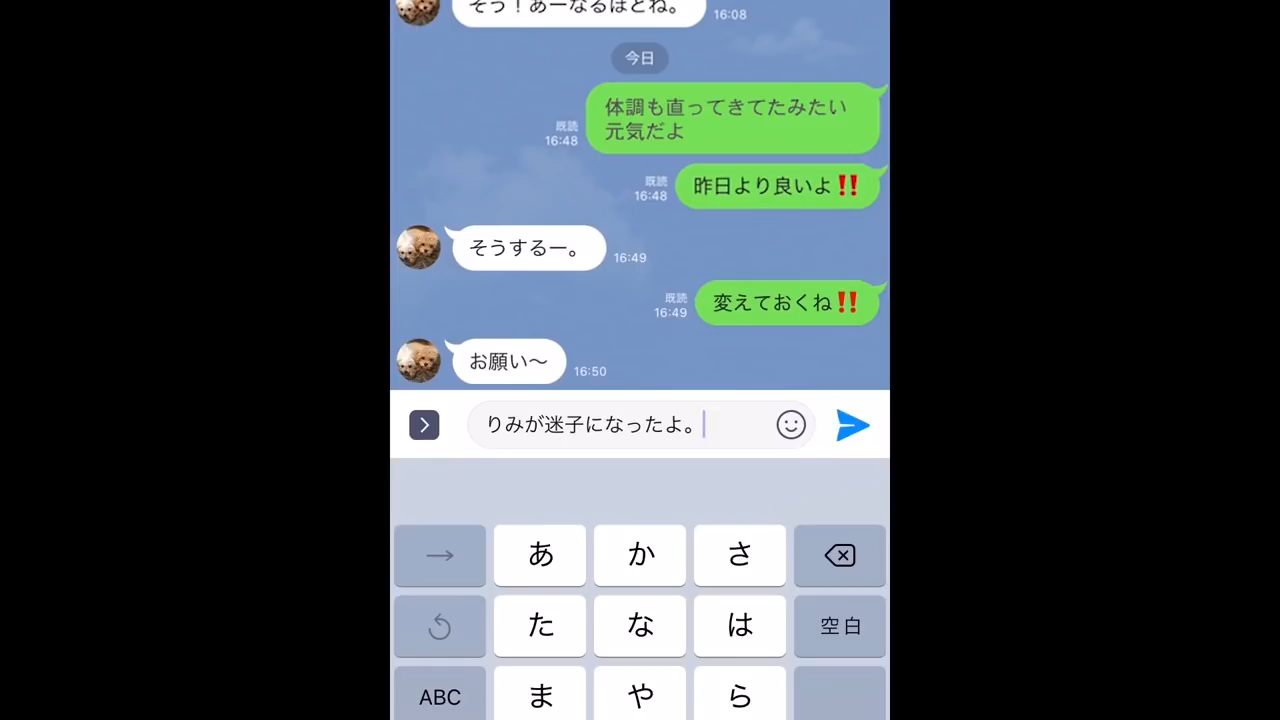 そう！あーなるほどね。
16:08
今日
体調も直ってきてたみたい
元気だよ
既読
16:48
昨日より良いよ‼️
既読
16:48
そうするー。
16:49
変えておくね‼️
既読
16:49
お願い〜
16:50
りみが迷子になったよ。
→
あ
か
さ
た
な
は
空白
ABC
ま
や
ら